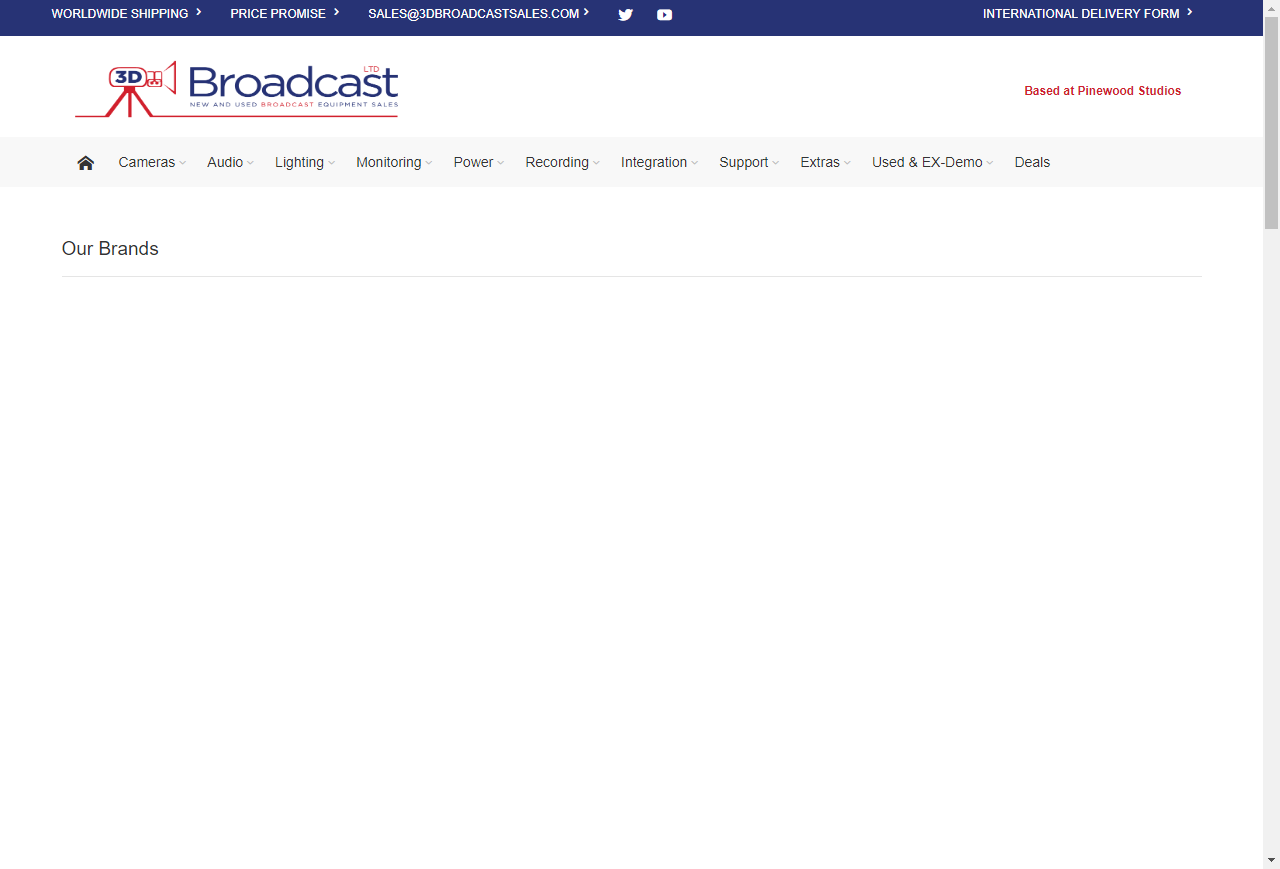 WORLDWIDE SHIPPING PRICE PROMISE SALES@3DBROADCASTSALES.COM INTERNATIONAL DELIVERY FORM
3D Broadcast LTD
NEW AND USED BROADCAST EQUIPMENT SALES
Based at Pinewood Studios
Cameras Audio Lighting Monitoring Power Recording Integration Support Extras Used & EX-Demo Deals
Our Brands